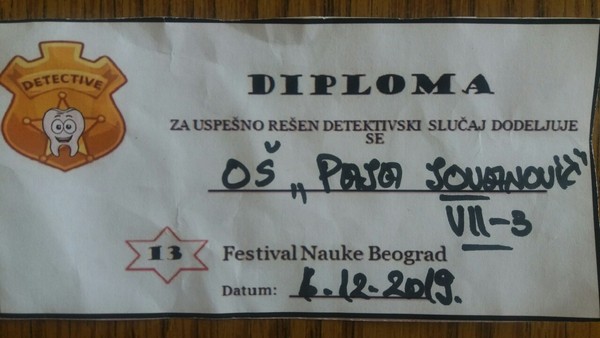 DETECTIVE
DIPLOMA
ZA USPEŠNO REŠEN DETEKTIVSKI SLUČAJ DODELJUJE
SE
OŠ „PAJA JOVANOVIĆ"
VII-3
13 Festival Nauke Beograd
Datum: 6.12.2019.